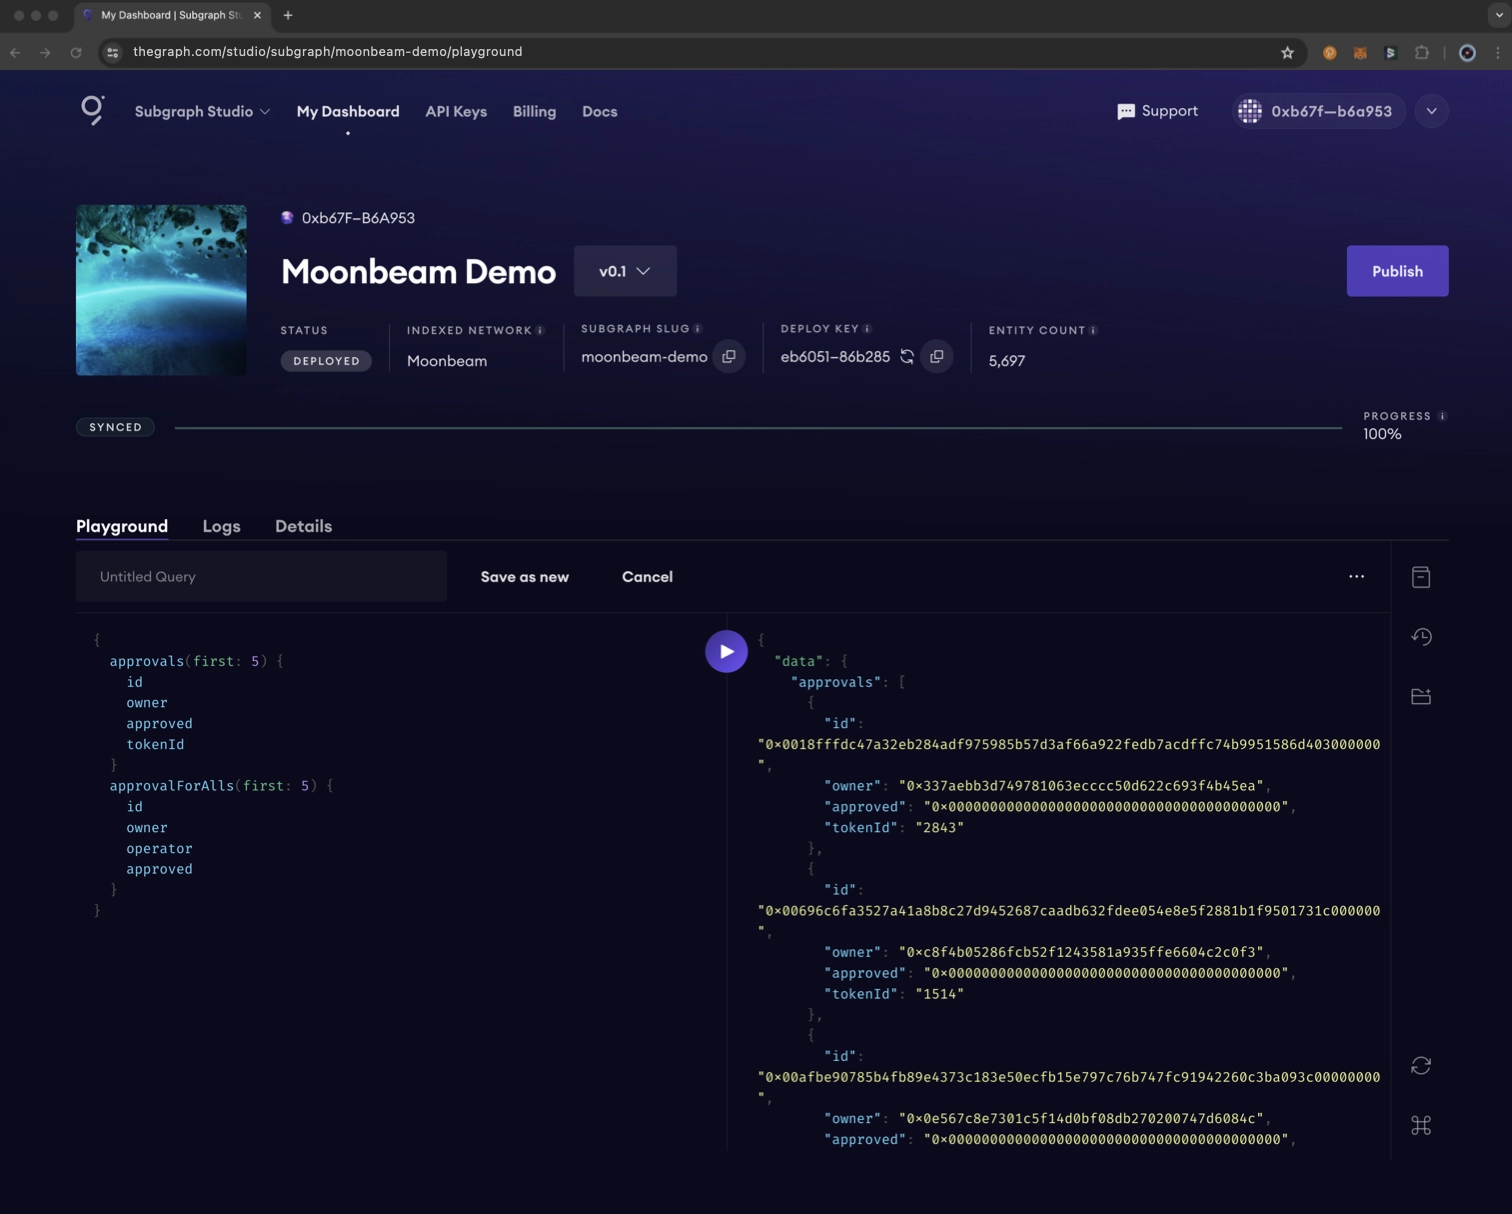 My Dashboard | Subgraph Stu
thegraph.com/studio/subgraph/moonbeam-demo/playground
Subgraph Studio
My Dashboard
API Keys
Billing
Docs
Support
0xb67f—b6a953
0xb67F–B6A953
Moonbeam Demo
v0.1
Publish
STATUS
DEPLOYED
INDEXED NETWORK
Moonbeam
SUBGRAPH SLUG
moonbeam-demo
DEPLOY KEY
eb6051–86b285
ENTITY COUNT
5,697
SYNCED
PROGRESS
100%
Playground
Logs
Details
Untitled Query
Save as new
Cancel
{
approvals(first: 5) {
id
owner
approved
tokenId
}
approvalForAlls(first: 5) {
id
owner
operator
approved
}
}
{
"data": {
"approvals": [
{
"id":
"0x0018fffdc47a32eb284adf975985b57d3af66a922fedb7acdffc74b9951586d403000000
",
"owner": "0x337aebb3d749781063ecccc50d622c693f4b45ea",
"approved": "0x0000000000000000000000000000000000000000",
"tokenId": "2843"
},
{
"id":
"0x00696c6fa3527a41a8b8c27d9452687caadb632fdee054e8e5f2881b1f9501731c000000
",
"owner": "0xc8f4b05286fcb52f1243581a935ffe6604c2c0f3",
"approved": "0x0000000000000000000000000000000000000000",
"tokenId": "1514"
},
{
"id":
"0x00afbe90785b4fb89e4373c183e50ecfb15e797c76b747fc91942260c3ba093c00000000
",
"owner": "0x0e567c8e7301c5f14d0bf08db270200747d6084c",
"approved": "0x0000000000000000000000000000000000000000",